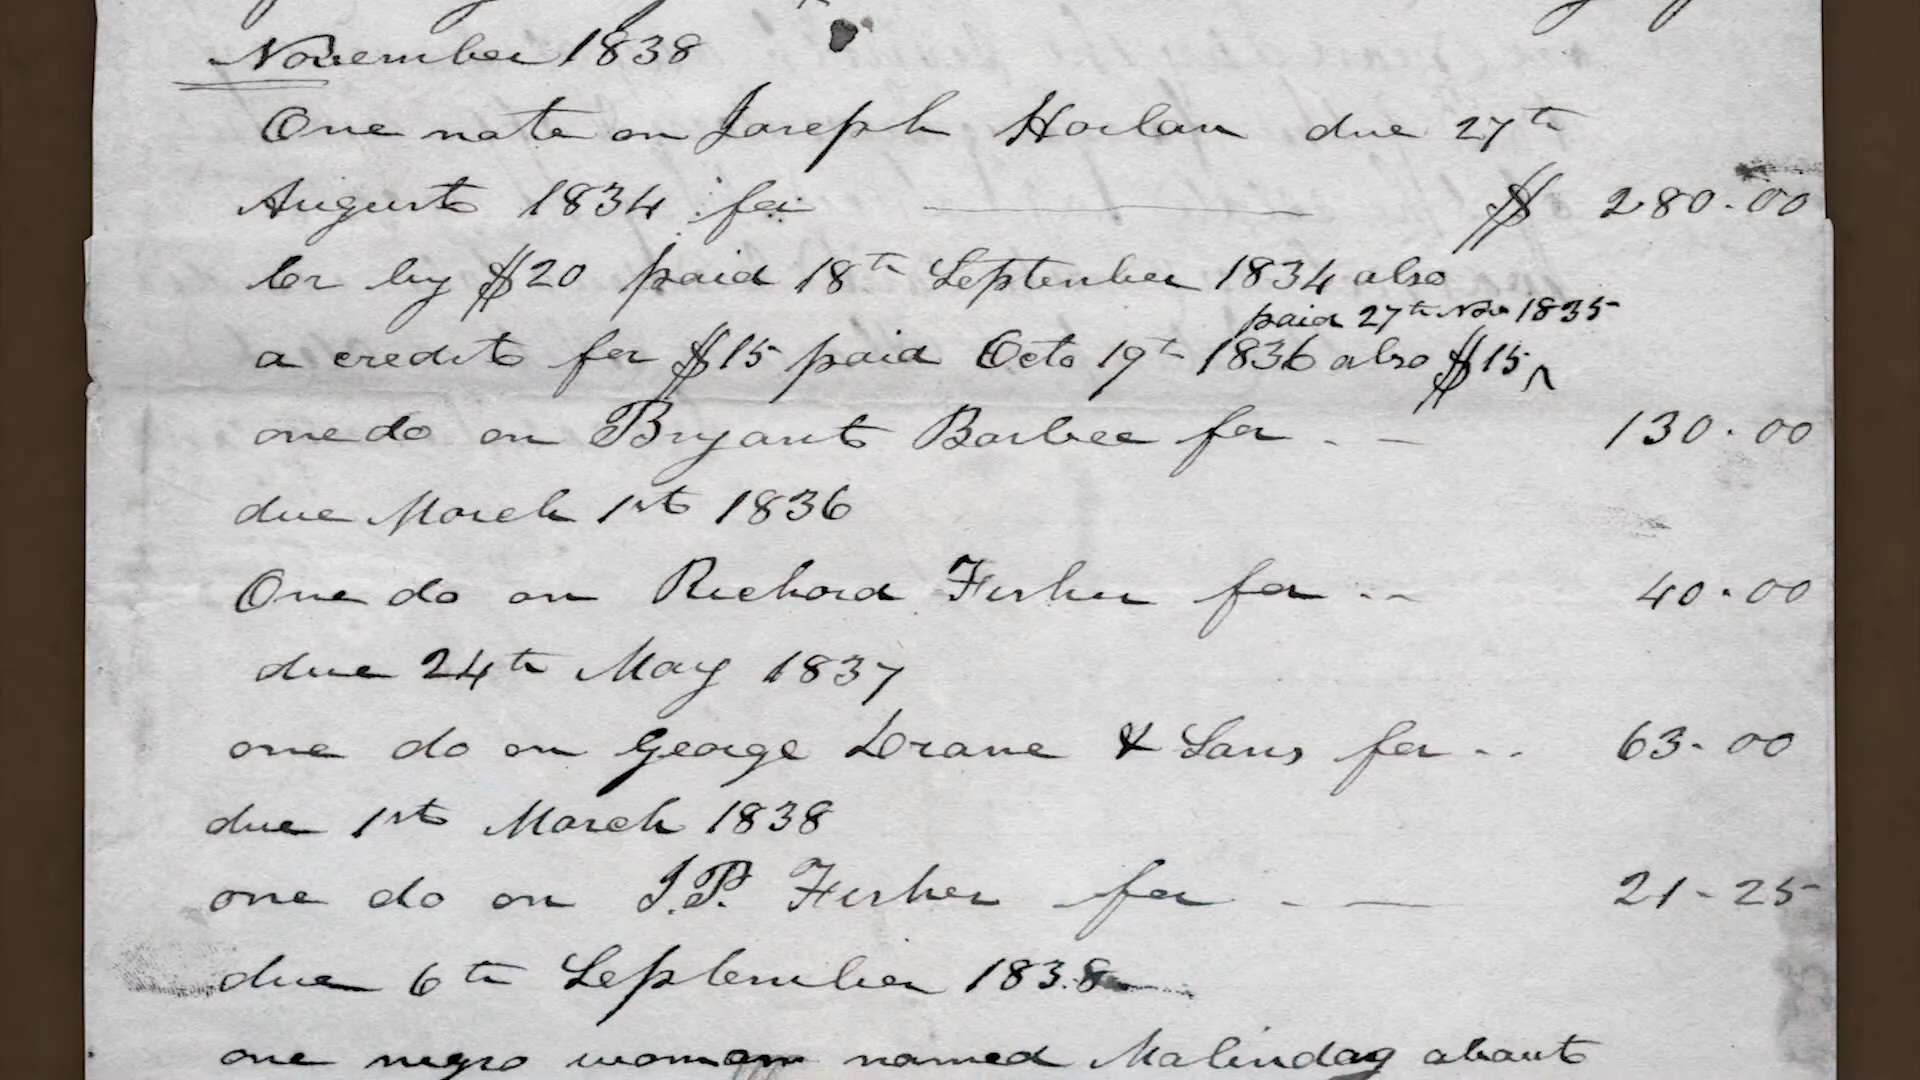 November 1838
One note on Joseph Harlan due 27th
August 1834 for $ 280.00
Cr by $20 paid 18th September 1834 also
paid 27th Nov 1835
a credit for $15 paid Octo 19th 1836 also $15 ^
one do on Bryant Barbee for . - 130.00
due March 1st 1836
One do on Richard Fisher for - - 40.00
due 24th May 1837
one do on George Lorane & Sons for - . 63.00
due 1st March 1838
one do on J.P. Fisher for - — 21-25
due 6th September 1838
one negro woman named Malinday about